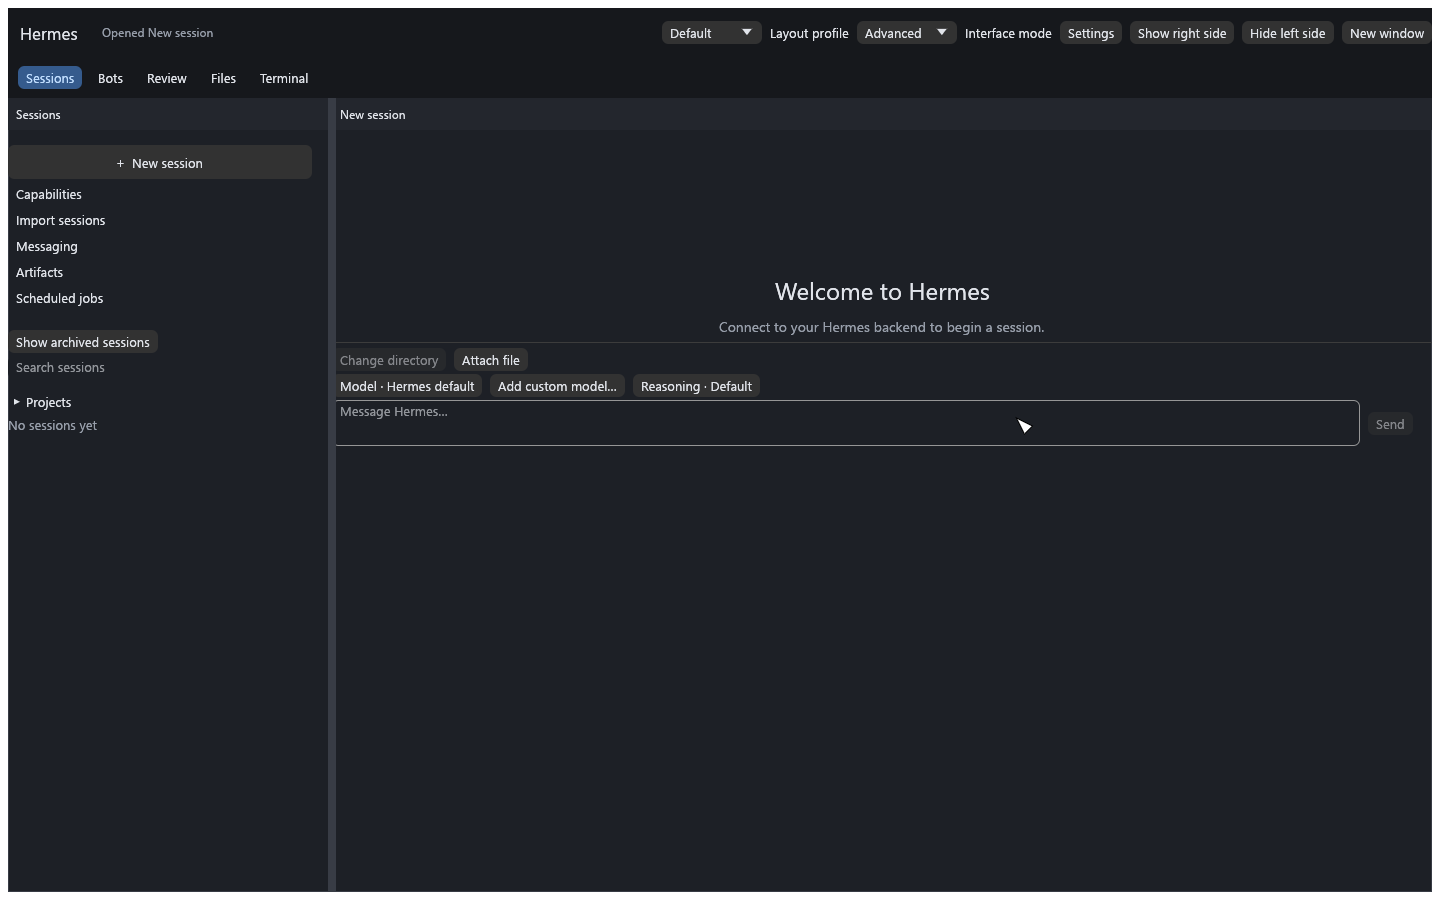 Hermes
Opened New session
Default
Layout profile
Advanced
Interface mode
Settings
Show right side
Hide left side
New window
Sessions
Bots
Review
Files
Terminal
Sessions
New session
+ New session
Capabilities
Import sessions
Messaging
Artifacts
Scheduled jobs
Show archived sessions
Search sessions
Projects
No sessions yet
Welcome to Hermes
Connect to your Hermes backend to begin a session.
Change directory
Attach file
Model · Hermes default
Add custom model...
Reasoning · Default
Message Hermes...
Send